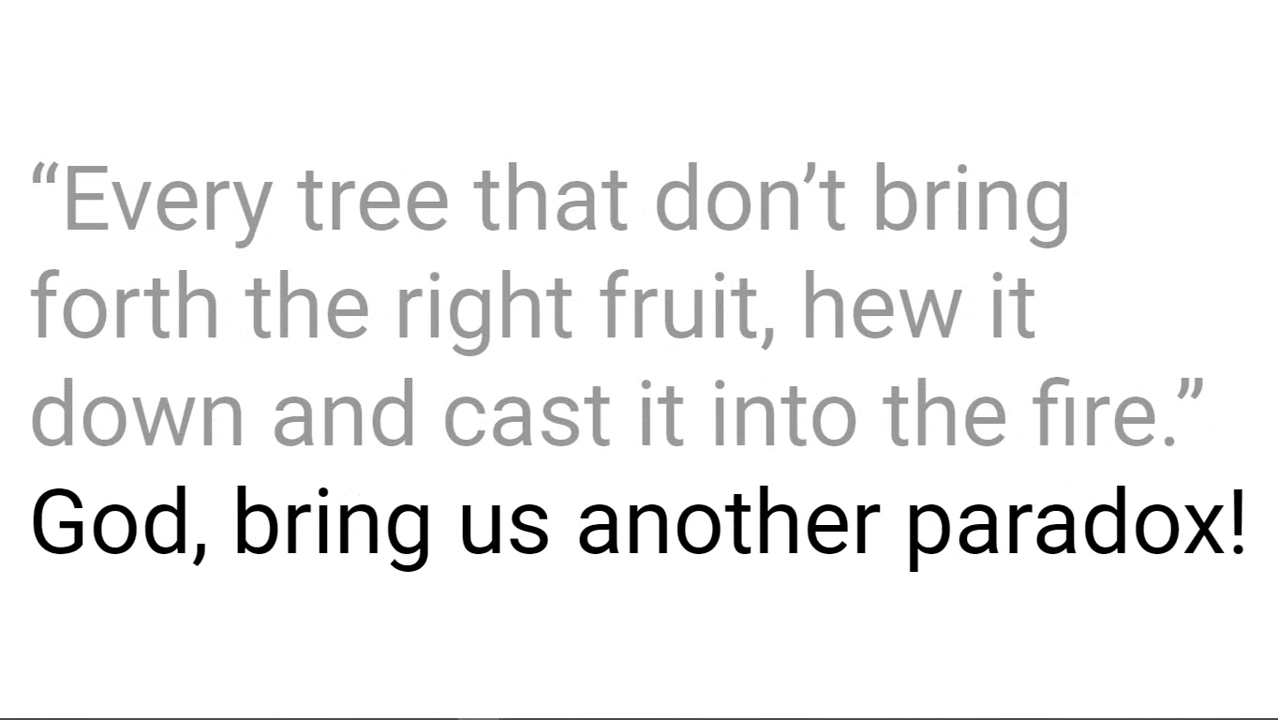 “Every tree that don’t bring
forth the right fruit, hew it
down and cast it into the fire.”
God, bring us another paradox!